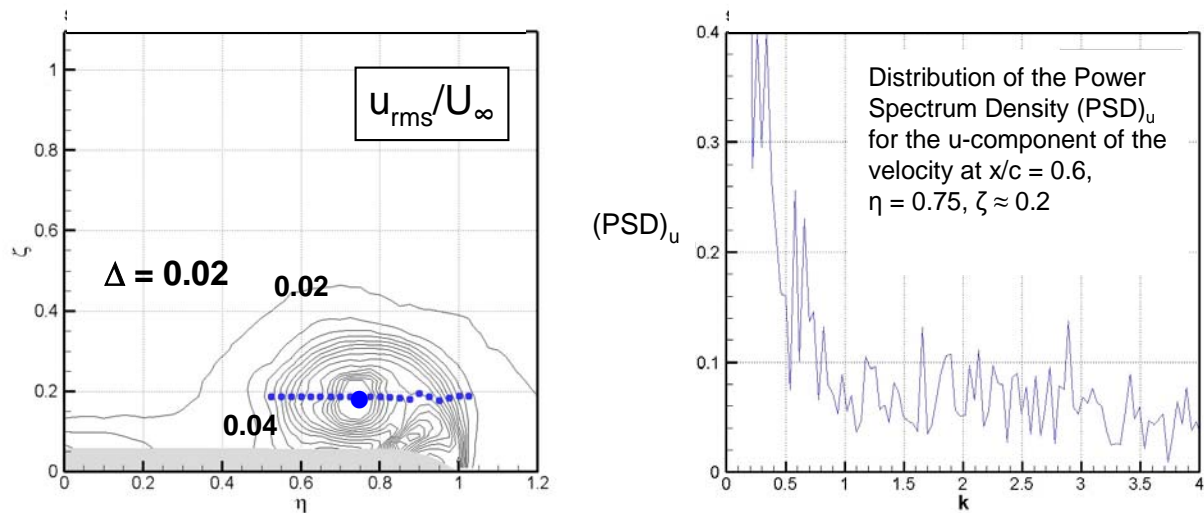 u_rms/U_∞
Δ = 0.02
0.02
0.04
ζ
1
0.8
0.6
0.4
0.2
0
0 0.2 0.4 0.6 0.8 1 1.2
η
Distribution of the Power
Spectrum Density (PSD)_u
for the u-component of the
velocity at x/c = 0.6,
η = 0.75, ζ ≈ 0.2
(PSD)_u
0.4
0.3
0.2
0.1
0
0 0.5 1 1.5 2 2.5 3 3.5 4
k